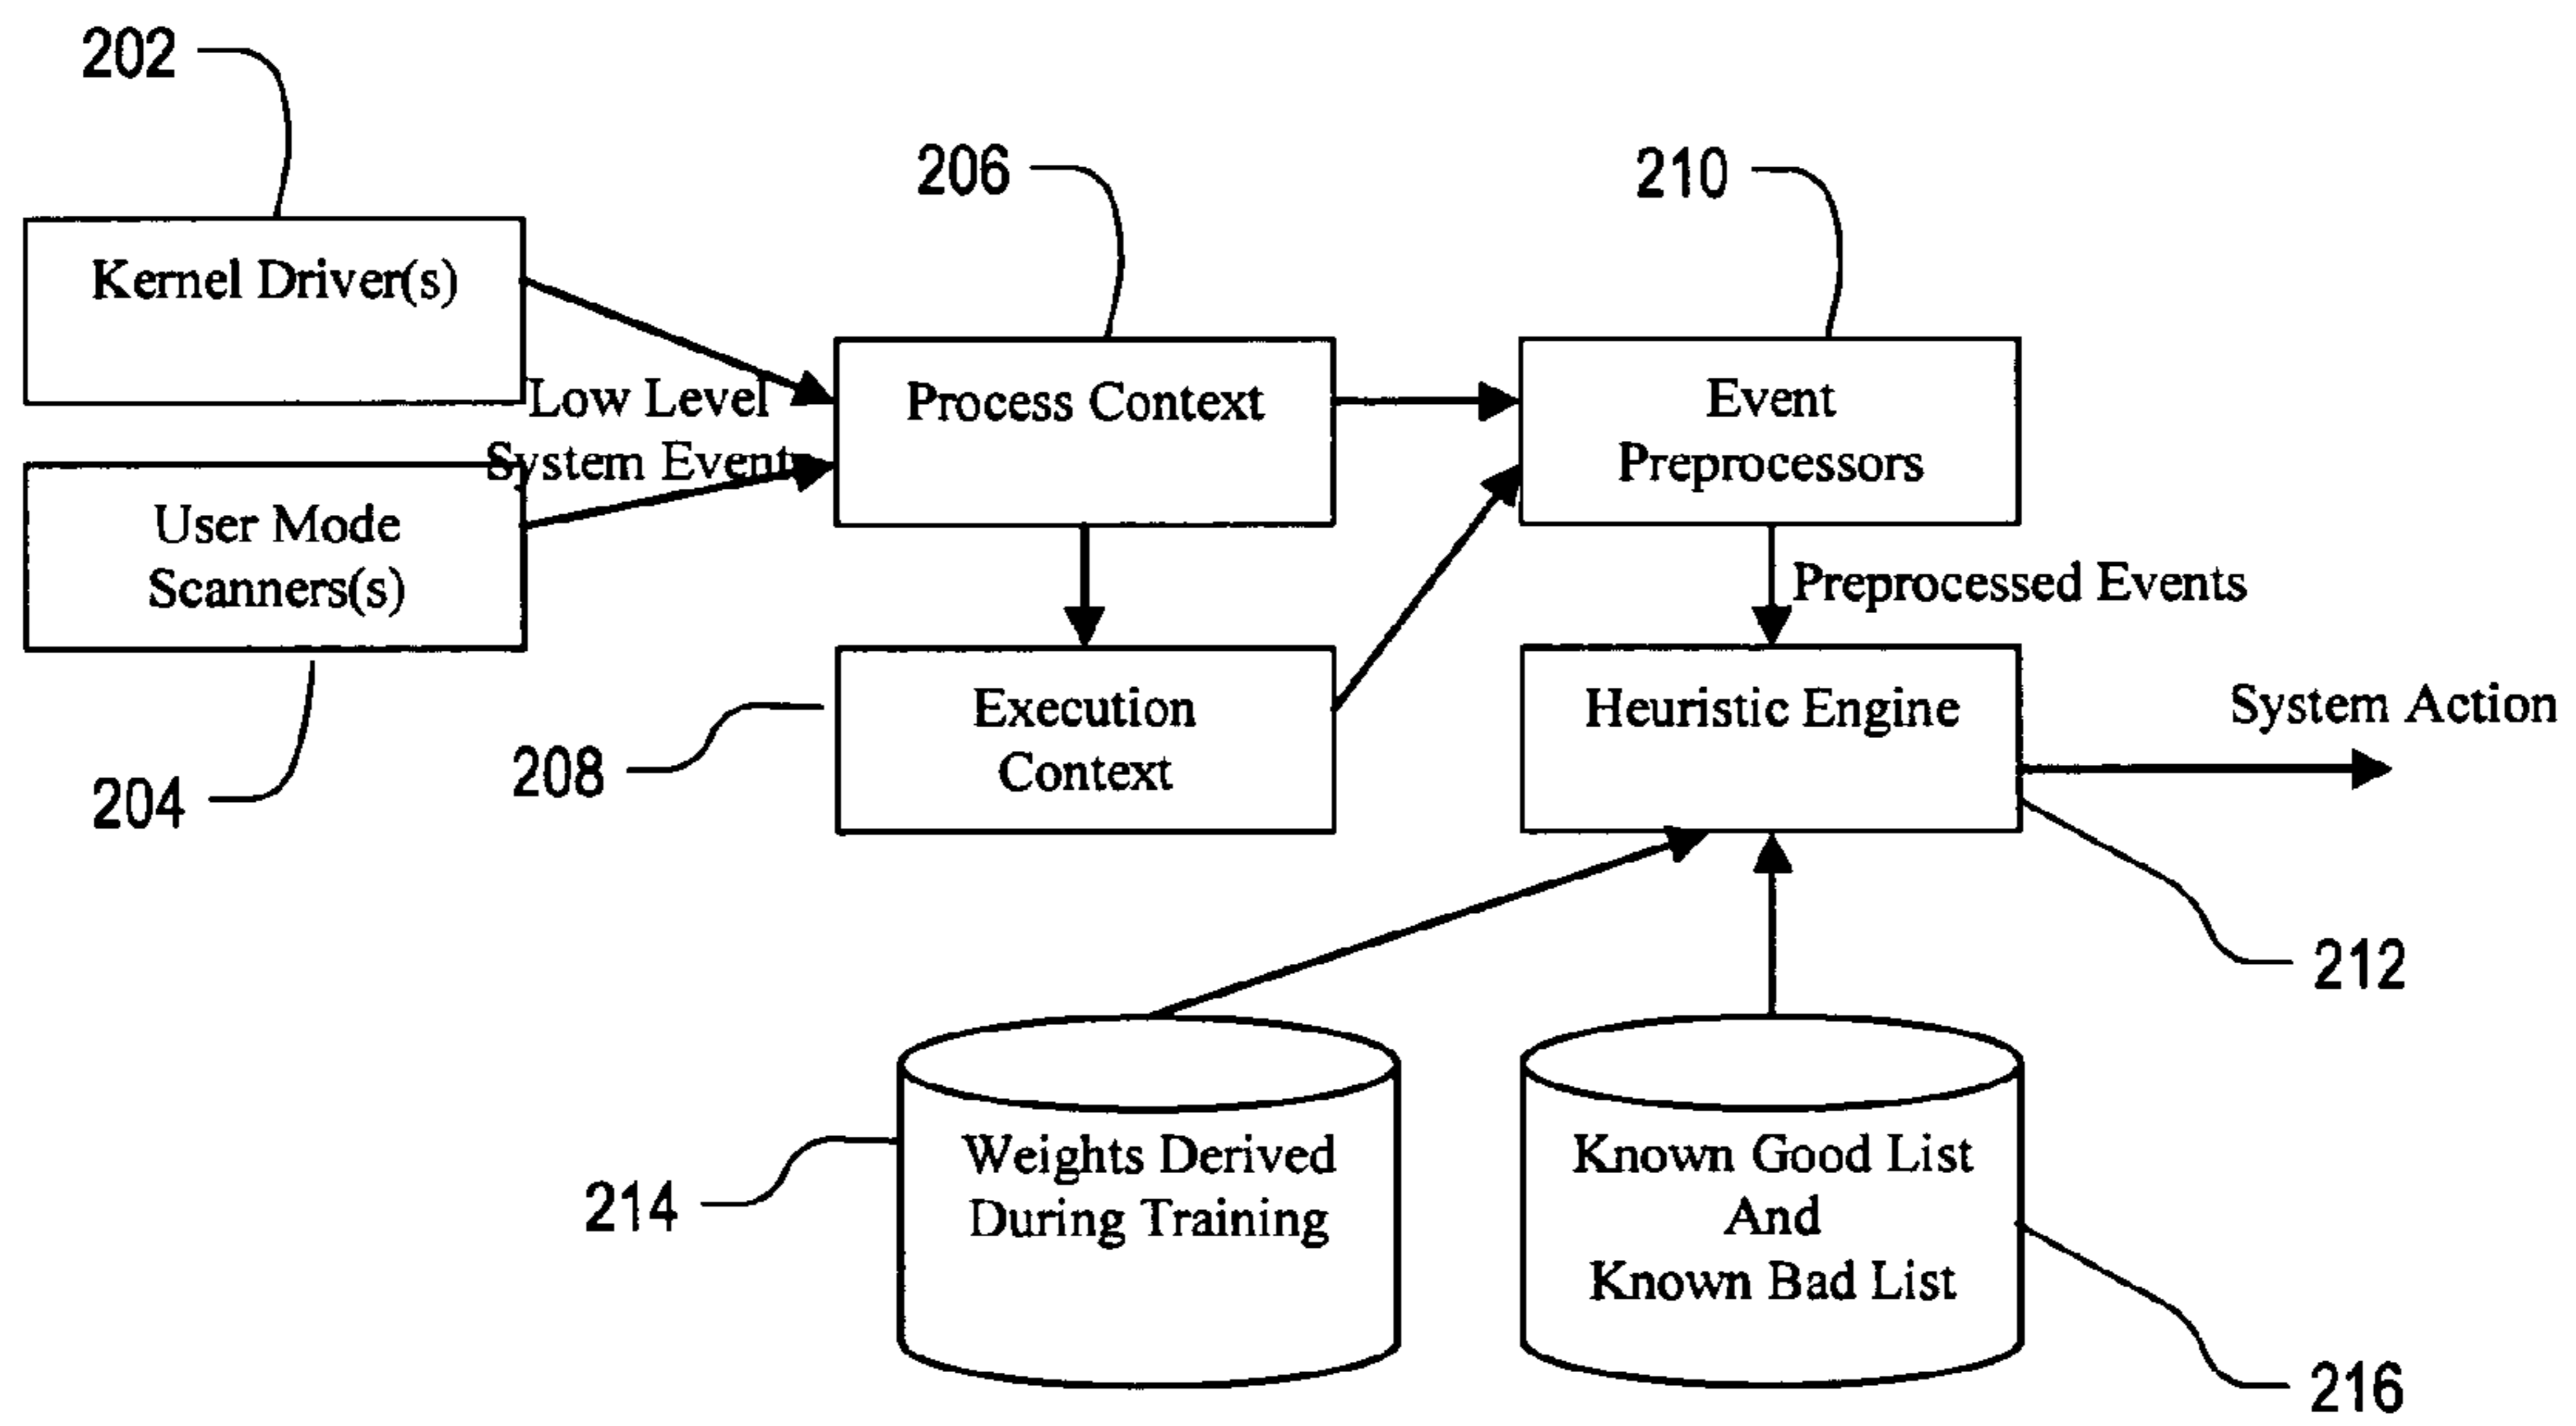 202
206
210
Kernel Driver(s)
Low Level
System Events
Process Context
Event
Preprocessors
User Mode
Scanners(s)
Preprocessed Events
204
208
Execution
Context
Heuristic Engine
System Action
212
214
Weights Derived
During Training
Known Good List
And
Known Bad List
216